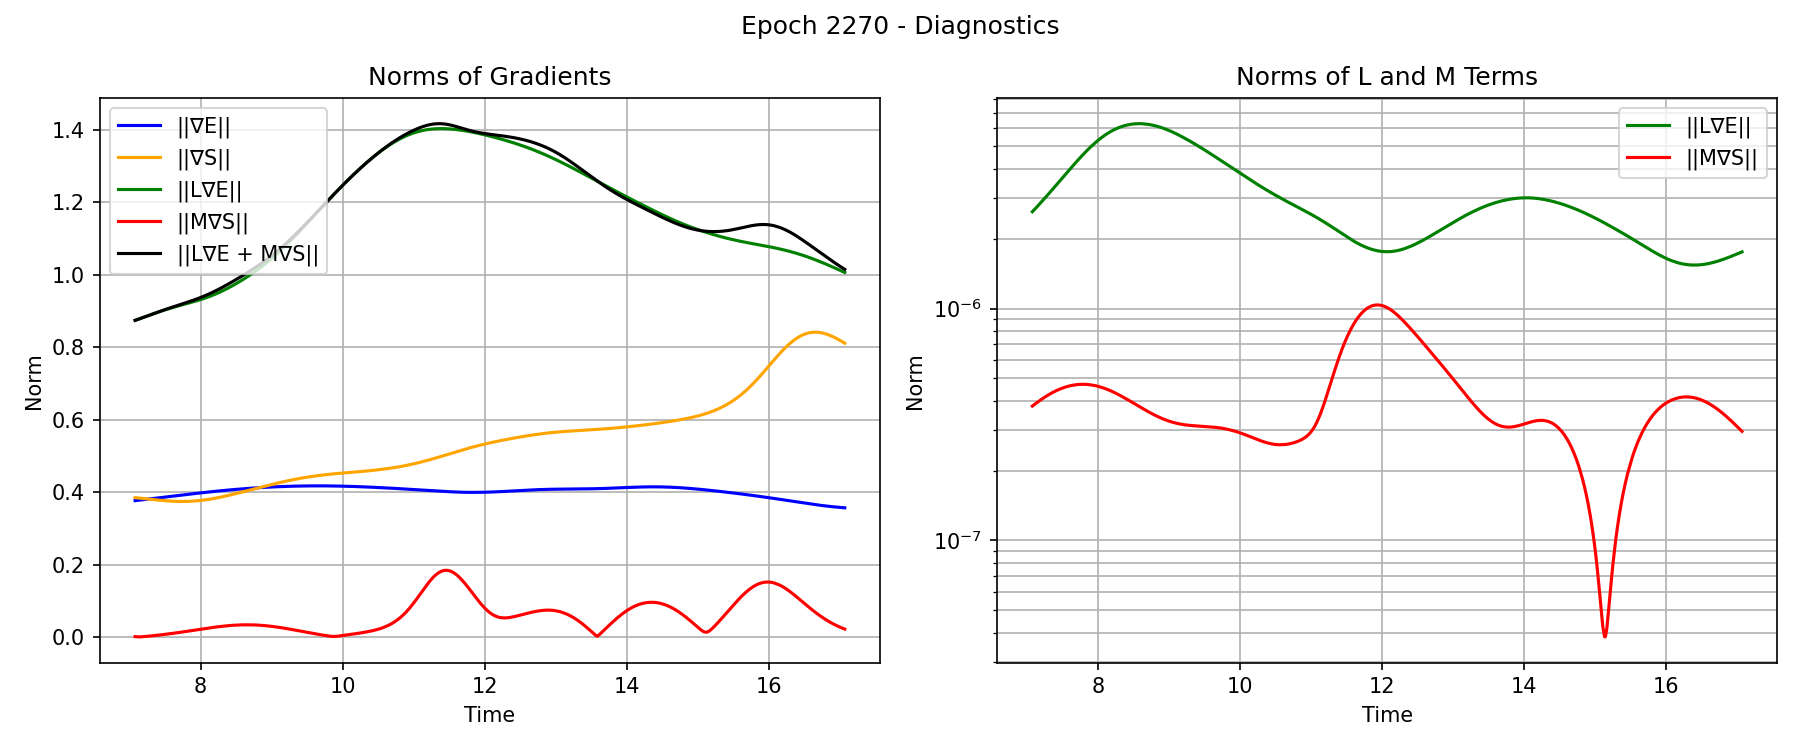 Epoch 2270 - Diagnostics
Norms of Gradients
||∇E||
||∇S||
||L∇E||
||M∇S||
||L∇E + M∇S||
1.4
1.2
1.0
0.8
0.6
0.4
0.2
0.0
Norm
8 10 12 14 16
Time
Norms of L and M Terms
||L∇E||
||M∇S||
10⁻⁶
10⁻⁷
Norm
8 10 12 14 16
Time